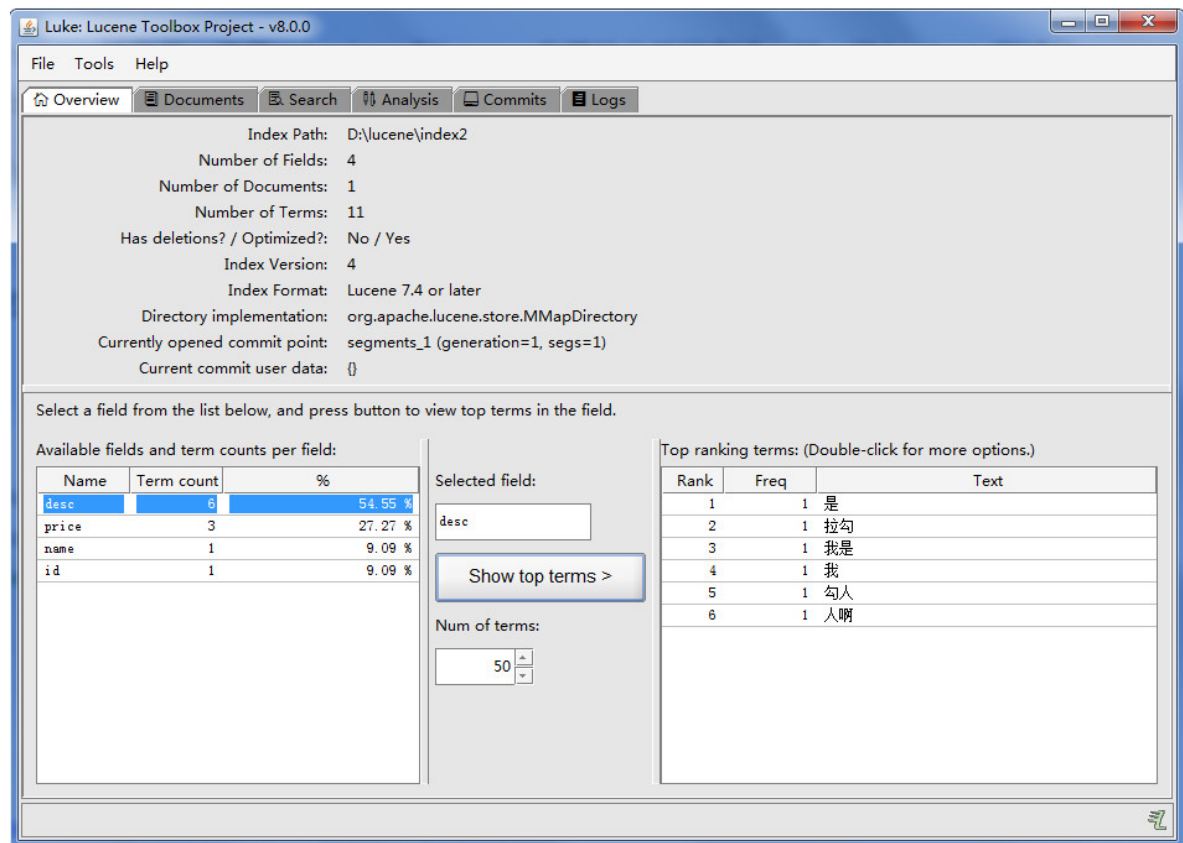 Luke: Lucene Toolbox Project - v8.0.0
File Tools Help
Overview Documents Search Analysis Commits Logs
Index Path: D:\lucene\index2
Number of Fields: 4
Number of Documents: 1
Number of Terms: 11
Has deletions? / Optimized?: No / Yes
Index Version: 4
Index Format: Lucene 7.4 or later
Directory implementation: org.apache.lucene.store.MMapDirectory
Currently opened commit point: segments_1 (generation=1, segs=1)
Current commit user data: {}
Select a field from the list below, and press button to view top terms in the field.
Available fields and term counts per field:
Name Term count %
desc 6 54.55 %
price 3 27.27 %
name 1 9.09 %
id 1 9.09 %
Selected field:
desc
Show top terms >
Num of terms:
50
Top ranking terms: (Double-click for more options.)
Rank Freq Text
1 1 是
2 1 拉勾
3 1 我是
4 1 我
5 1 勾人
6 1 人啊